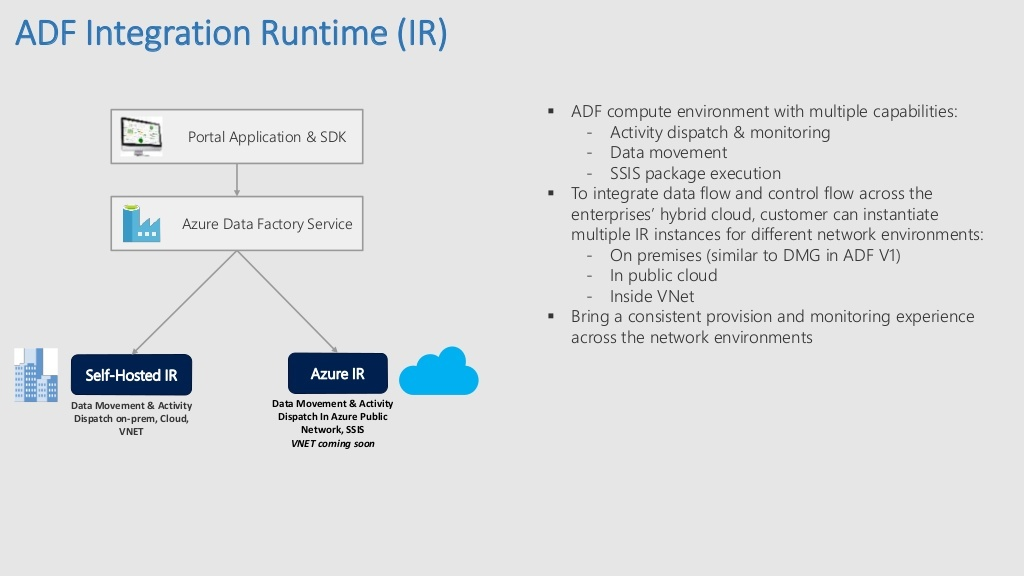 ADF Integration Runtime (IR)
Portal Application & SDK
Azure Data Factory Service
Self-Hosted IR
Data Movement & Activity
Dispatch on-prem, Cloud,
VNET
Azure IR
Data Movement & Activity
Dispatch In Azure Public
Network, SSIS
VNET coming soon
▪ ADF compute environment with multiple capabilities:
- Activity dispatch & monitoring
- Data movement
- SSIS package execution
▪ To integrate data flow and control flow across the
enterprises’ hybrid cloud, customer can instantiate
multiple IR instances for different network environments:
- On premises (similar to DMG in ADF V1)
- In public cloud
- Inside VNet
▪ Bring a consistent provision and monitoring experience
across the network environments